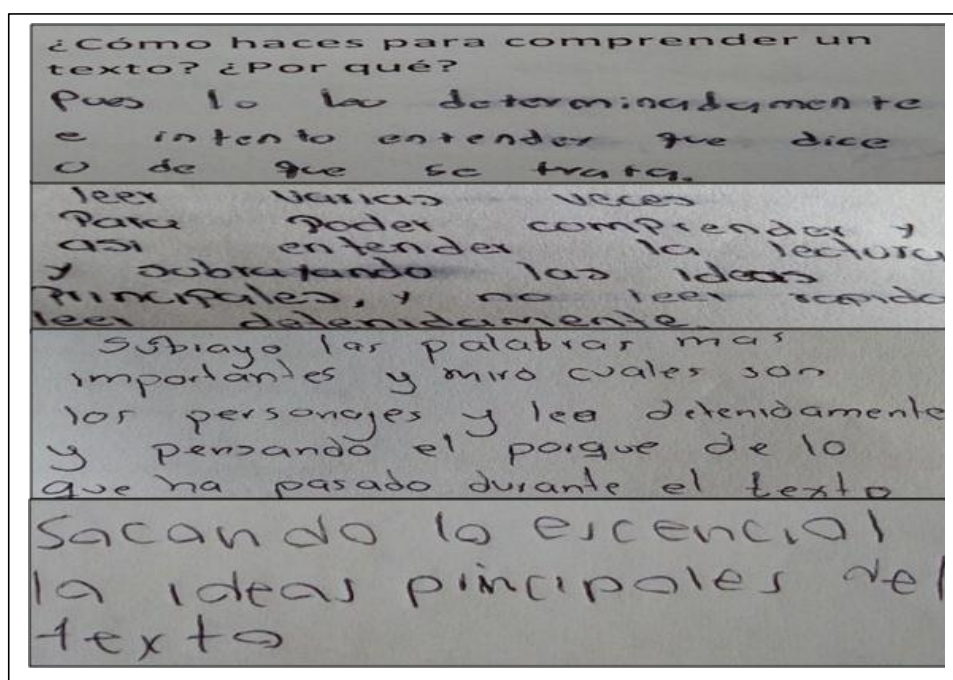 ¿Cómo haces para comprender un
texto? ¿Por qué?
Pues lo leo determinadamente
e intento entender que dice
o de que se trata.
leer varias veces
Para Poder comprender y
asi entender la lectura
y subrayando las ideas
Principales, y no leer rapido
leer detenidamente.
Subrayo las palabras mas
importantes y miro cuales son
los personajes y leo detenidamente
y pensando el porque de lo
que ha pasado durante el texto
Sacando lo escencial
la ideas pincipales del
texto